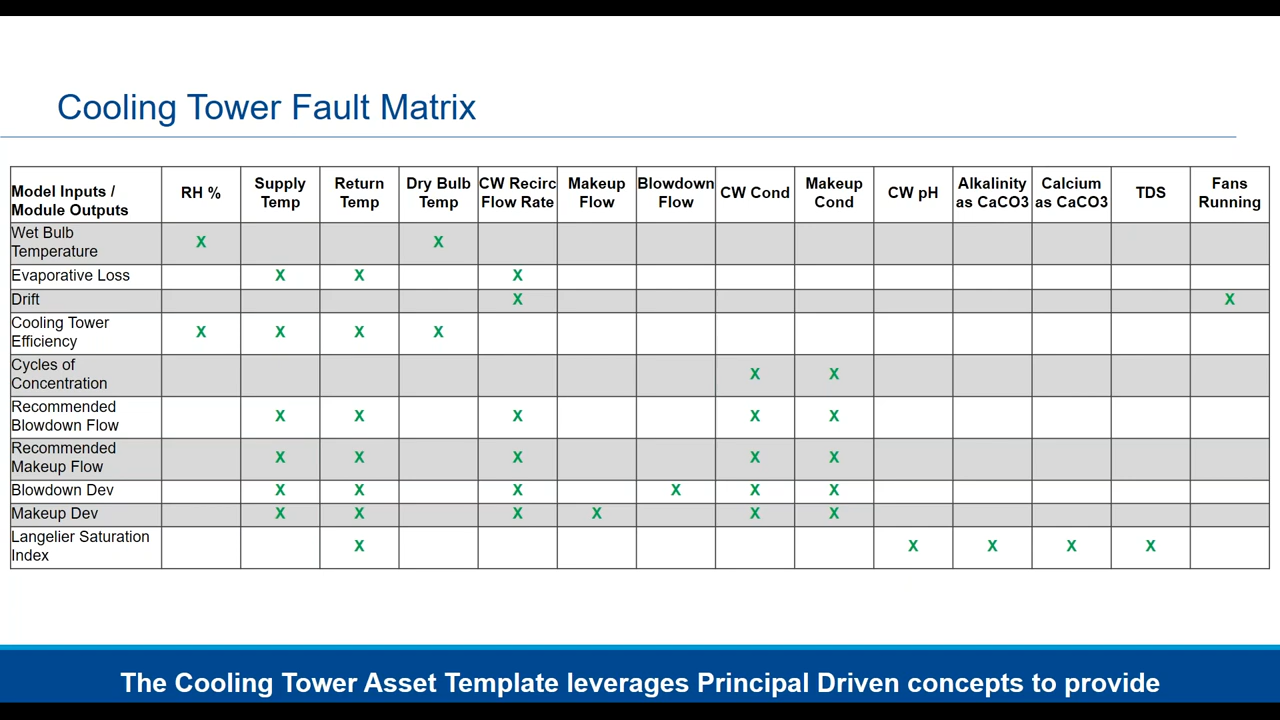 Cooling Tower Fault Matrix
Model Inputs / Module Outputs | RH % | Supply Temp | Return Temp | Dry Bulb Temp | CW Recirc Flow Rate | Makeup Flow | Blowdown Flow | CW Cond | Makeup Cond | CW pH | Alkalinity as CaCO3 | Calcium as CaCO3 | TDS | Fans Running
Wet Bulb Temperature | X | | | X | | | | | | | | | |
Evaporative Loss | | X | X | | X | | | | | | | | |
Drift | | | | | X | | | | | | | | | X
Cooling Tower Efficiency | X | X | X | X | | | | | | | | | |
Cycles of Concentration | | | | | | | | X | X | | | | |
Recommended Blowdown Flow | | X | X | | X | | | X | X | | | | |
Recommended Makeup Flow | | X | X | | X | | | X | X | | | | |
Blowdown Dev | | X | X | | X | | X | X | X | | | | |
Makeup Dev | | X | X | | X | X | | X | X | | | | |
Langelier Saturation Index | | | X | | | | | | | X | X | X | X |
The Cooling Tower Asset Template leverages Principal Driven concepts to provide